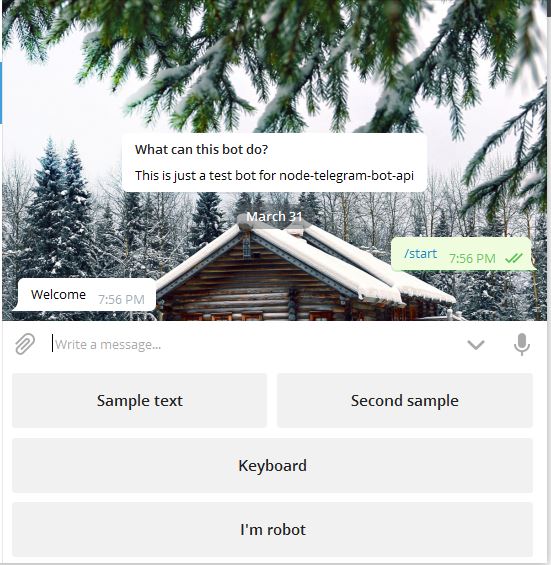 What can this bot do?
This is just a test bot for node-telegram-bot-api
March 31
/start 7:56 PM
Welcome 7:56 PM
Write a message...
Sample text
Second sample
Keyboard
I'm robot